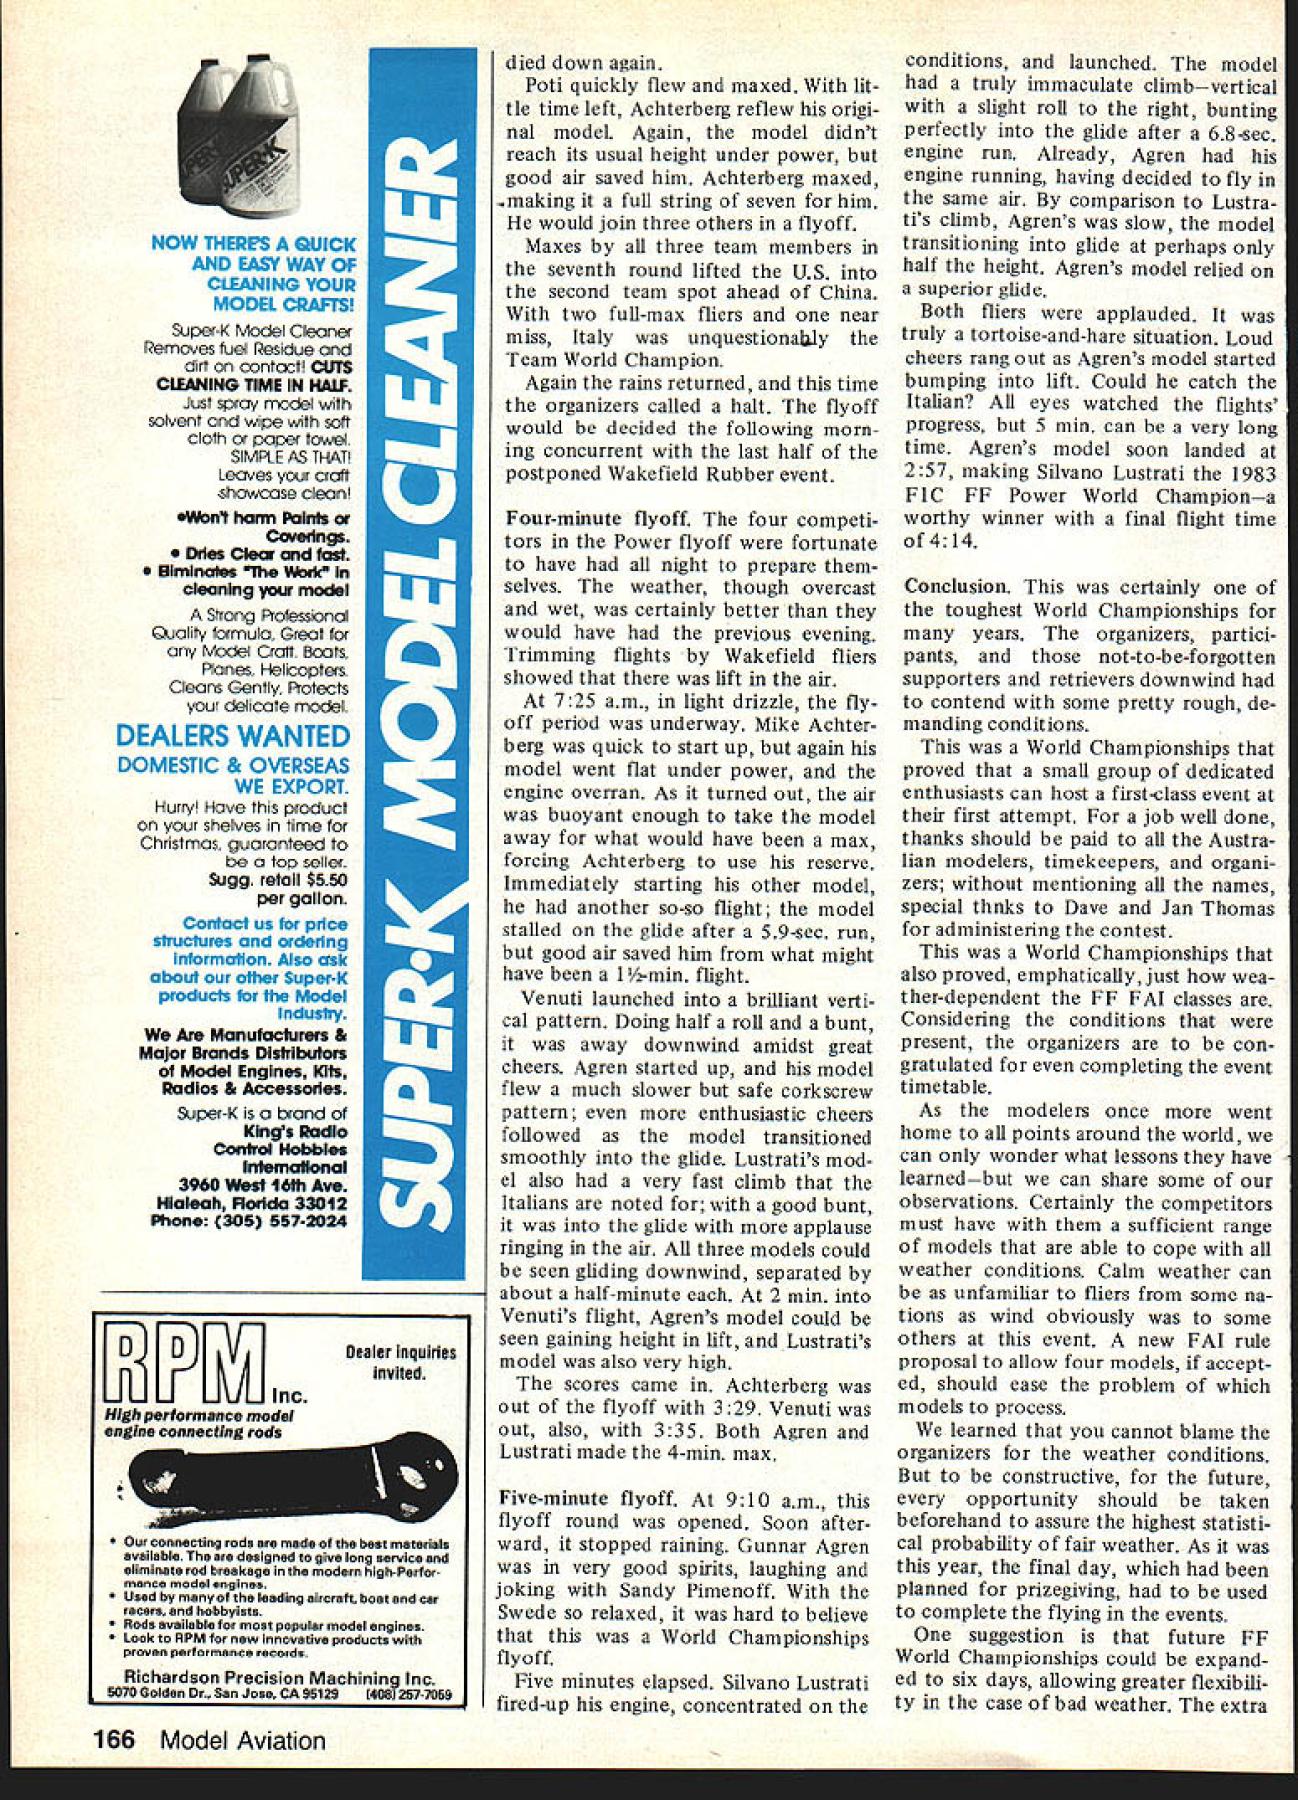 SUPER-K
SUPER-K
NOW THERE'S A QUICK
AND EASY WAY OF
CLEANING YOUR
MODEL CRAFTS!
Super-K Model Cleaner
Removes fuel Residue and
dirt on contact! CUTS
CLEANING TIME IN HALF.
Just spray model with
solvent and wipe with soft
cloth or paper towel.
SIMPLE AS THAT!
Leaves your craft
showcase clean!
•Won't harm Paints or
Coverings.
• Dries Clear and fast.
• Eliminates "The Work" in
cleaning your model
A Strong Professional
Quality formula, Great for
any Model Craft. Boats,
Planes, Helicopters.
Cleans Gently, Protects
your delicate model.
DEALERS WANTED
DOMESTIC & OVERSEAS
WE EXPORT.
Hurry! Have this product
on your shelves in time for
Christmas, guaranteed to
be a top seller.
Sugg. retail $5.50
per gallon.
Contact us for price
structures and ordering
information. Also ask
about our other Super-K
products for the Model
Industry.
We Are Manufacturers &
Major Brands Distributors
of Model Engines, Kits,
Radios & Accessories.
Super-K is a brand of
King's Radio
Control Hobbies
International
3960 West 16th Ave.
Hialeah, Florida 33012
Phone: (305) 557-2024
SUPER-K MODEL CLEANER
RPM Inc.
Dealer inquiries
invited.
High performance model
engine connecting rods
• Our connecting rods are made of the best materials
available. The are designed to give long service and
eliminate rod breakage in the modern high-Perfor-
mance model engines.
• Used by many of the leading aircraft, boat and car
racers, and hobbyists.
• Rods available for most popular model engines.
• Look to RPM for new innovative products with
proven performance records.
Richardson Precision Machining Inc.
5070 Golden Dr., San Jose, CA 95129 (408) 257-7059
died down again.
Poti quickly flew and maxed. With lit-
tle time left, Achterberg reflew his origi-
nal model. Again, the model didn't
reach its usual height under power, but
good air saved him. Achterberg maxed,
making it a full string of seven for him.
He would join three others in a flyoff.
Maxes by all three team members in
the seventh round lifted the U.S. into
the second team spot ahead of China.
With two full-max fliers and one near
miss, Italy was unquestionably the
Team World Champion.
Again the rains returned, and this time
the organizers called a halt. The flyoff
would be decided the following morn-
ing concurrent with the last half of the
postponed Wakefield Rubber event.
Four-minute flyoff. The four competi-
tors in the Power flyoff were fortunate
to have had all night to prepare them-
selves. The weather, though overcast
and wet, was certainly better than they
would have had the previous evening.
Trimming flights by Wakefield fliers
showed that there was lift in the air.
At 7:25 a.m., in light drizzle, the fly-
off period was underway. Mike Achter-
berg was quick to start up, but again his
model went flat under power, and the
engine overran. As it turned out, the air
was buoyant enough to take the model
away for what would have been a max,
forcing Achterberg to use his reserve.
Immediately starting his other model,
he had another so-so flight; the model
stalled on the glide after a 5.9-sec. run,
but good air saved him from what might
have been a 1½-min. flight.
Venuti launched into a brilliant verti-
cal pattern. Doing half a roll and a bunt,
it was away downwind amidst great
cheers. Agren started up, and his model
flew a much slower but safe corkscrew
pattern; even more enthusiastic cheers
followed as the model transitioned
smoothly into the glide. Lustrati's mod-
el also had a very fast climb that the
Italians are noted for; with a good bunt,
it was into the glide with more applause
ringing in the air. All three models could
be seen gliding downwind, separated by
about a half-minute each. At 2 min. into
Venuti's flight, Agren's model could be
seen gaining height in lift, and Lustrati's
model was also very high.
The scores came in. Achterberg was
out of the flyoff with 3:29. Venuti was
out, also, with 3:35. Both Agren and
Lustrati made the 4-min. max.
Five-minute flyoff. At 9:10 a.m., this
flyoff round was opened. Soon after-
ward, it stopped raining. Gunnar Agren
was in very good spirits, laughing and
joking with Sandy Pimenoff. With the
Swede so relaxed, it was hard to believe
that this was a World Championships
flyoff.
Five minutes elapsed. Silvano Lustrati
fired-up his engine, concentrated on the
conditions, and launched. The model
had a truly immaculate climb—vertical
with a slight roll to the right, bunting
perfectly into the glide after a 6.8-sec.
engine run. Already, Agren had his
engine running, having decided to fly in
the same air. By comparison to Lustra-
ti's climb, Agren's was slow, the model
transitioning into glide at perhaps only
half the height. Agren's model relied on
a superior glide.
Both fliers were applauded. It was
truly a tortoise-and-hare situation. Loud
cheers rang out as Agren's model started
bumping into lift. Could he catch the
Italian? All eyes watched the flights'
progress, but 5 min. can be a very long
time. Agren's model soon landed at
2:57, making Silvano Lustrati the 1983
F1C FF Power World Champion—a
worthy winner with a final flight time
of 4:14.
Conclusion. This was certainly one of
the toughest World Championships for
many years. The organizers, partici-
pants, and those not-to-be-forgotten
supporters and retrievers downwind had
to contend with some pretty rough, de-
manding conditions.
This was a World Championships that
proved that a small group of dedicated
enthusiasts can host a first-class event at
their first attempt. For a job well done,
thanks should be paid to all the Austra-
lian modelers, timekeepers, and organi-
zers; without mentioning all the names,
special thnks to Dave and Jan Thomas
for administering the contest.
This was a World Championships that
also proved, emphatically, just how wea-
ther-dependent the FF FAI classes are.
Considering the conditions that were
present, the organizers are to be con-
gratulated for even completing the event
timetable.
As the modelers once more went
home to all points around the world, we
can only wonder what lessons they have
learned—but we can share some of our
observations. Certainly the competitors
must have with them a sufficient range
of models that are able to cope with all
weather conditions. Calm weather can
be as unfamiliar to fliers from some na-
tions as wind obviously was to some
others at this event. A new FAI rule
proposal to allow four models, if accept-
ed, should ease the problem of which
models to process.
We learned that you cannot blame the
organizers for the weather conditions.
But to be constructive, for the future,
every opportunity should be taken
beforehand to assure the highest statisti-
cal probability of fair weather. As it was
this year, the final day, which had been
planned for prizegiving, had to be used
to complete the flying in the events.
One suggestion is that future FF
World Championships could be expand-
ed to six days, allowing greater flexibili-
ty in the case of bad weather. The extra
166 Model Aviation